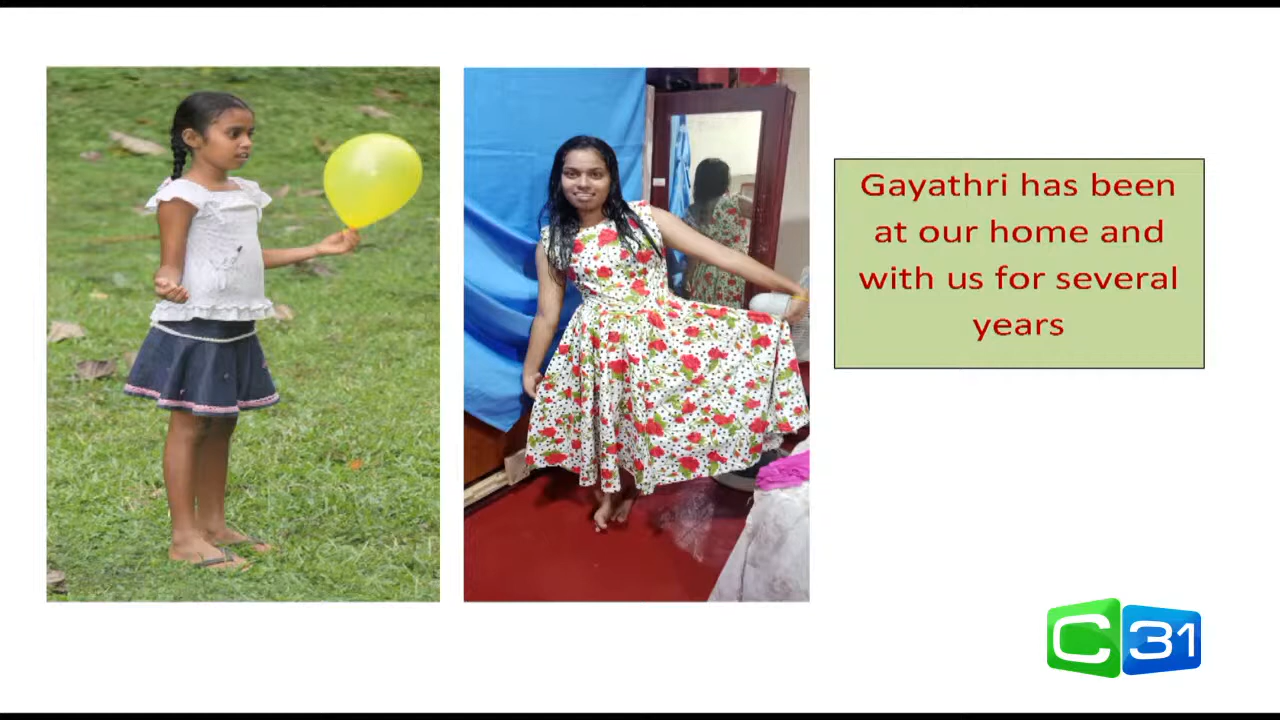 Gayathri has been
at our home and
with us for several
years
C31